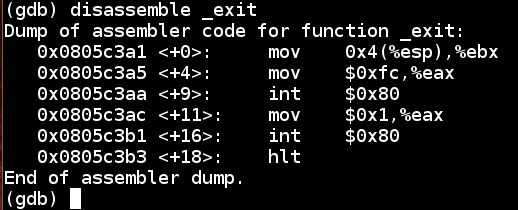 (gdb) disassemble _exit
Dump of assembler code for function _exit:
   0x0805c3a1 <+0>:     mov    0x4(%esp),%ebx
   0x0805c3a5 <+4>:     mov    $0xfc,%eax
   0x0805c3aa <+9>:     int    $0x80
   0x0805c3ac <+11>:    mov    $0x1,%eax
   0x0805c3b1 <+16>:    int    $0x80
   0x0805c3b3 <+18>:    hlt
End of assembler dump.
(gdb)